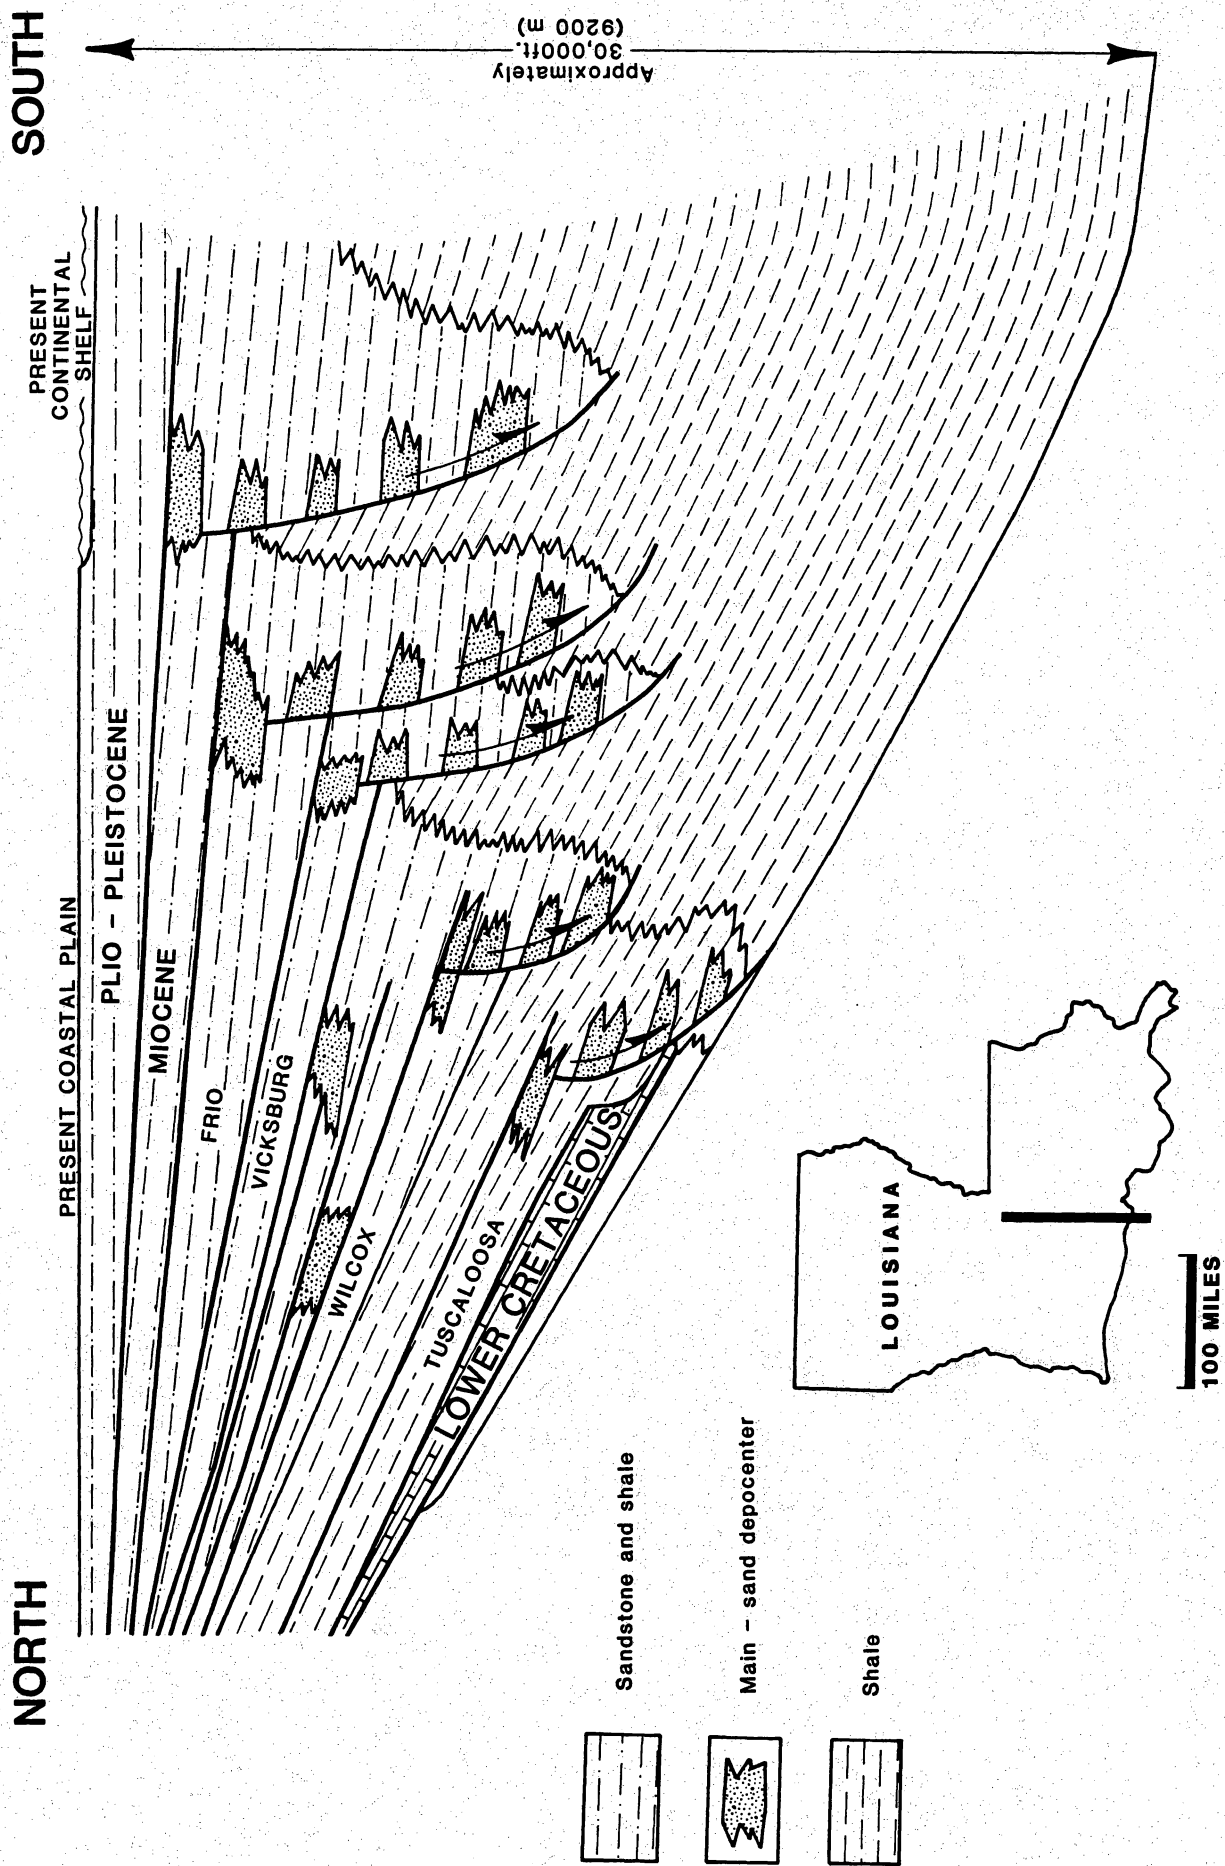 NORTH
SOUTH
PRESENT COASTAL PLAIN
PRESENT
CONTINENTAL
SHELF
PLIO - PLEISTOCENE
MIOCENE
FRIO
VICKSBURG
WILCOX
TUSCALOOSA
LOWER CRETACEOUS
Approximately
30,000ft.
(9200 m)
Sandstone and shale
Main - sand depocenter
Shale
LOUISIANA
100 MILES